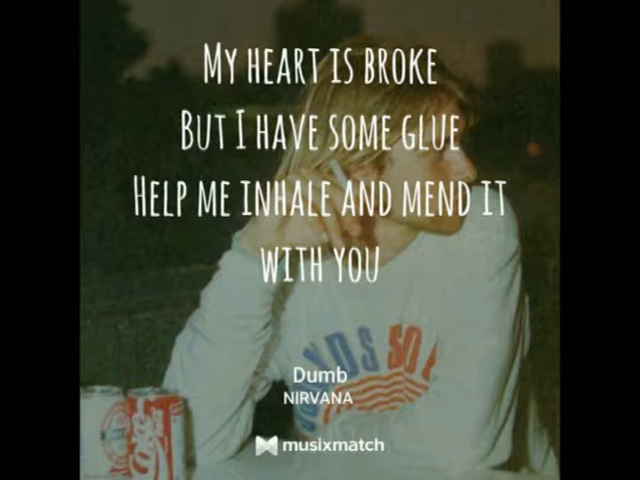 MY HEART IS BROKE
BUT I HAVE SOME GLUE
HELP ME INHALE AND MEND IT
WITH YOU
Dumb
NIRVANA
musixmatch